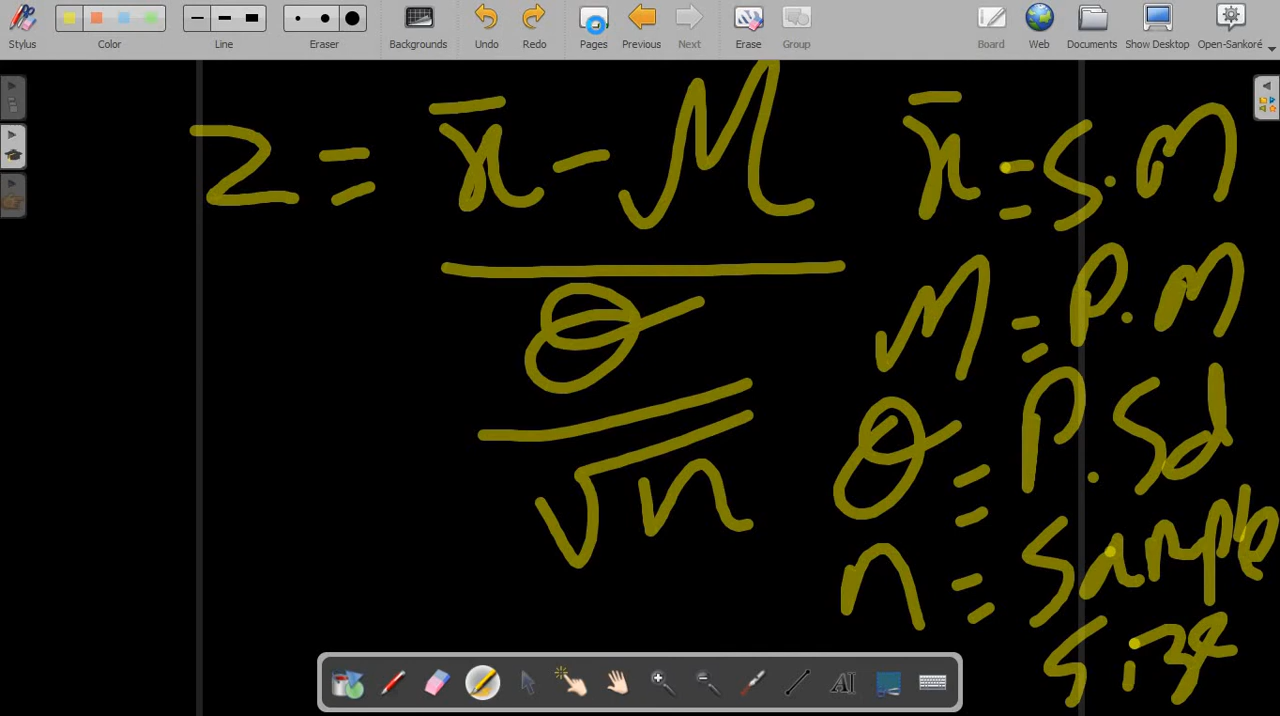 Stylus Color Line Eraser Backgrounds Undo Redo Pages Previous Next Erase Group Board Web Documents Show Desktop Open-Sankoré
Z = x̄ - M
θ
√n
x̄ = S.M
M = P.M
θ = P.Sd
n = Sample
Size
AI